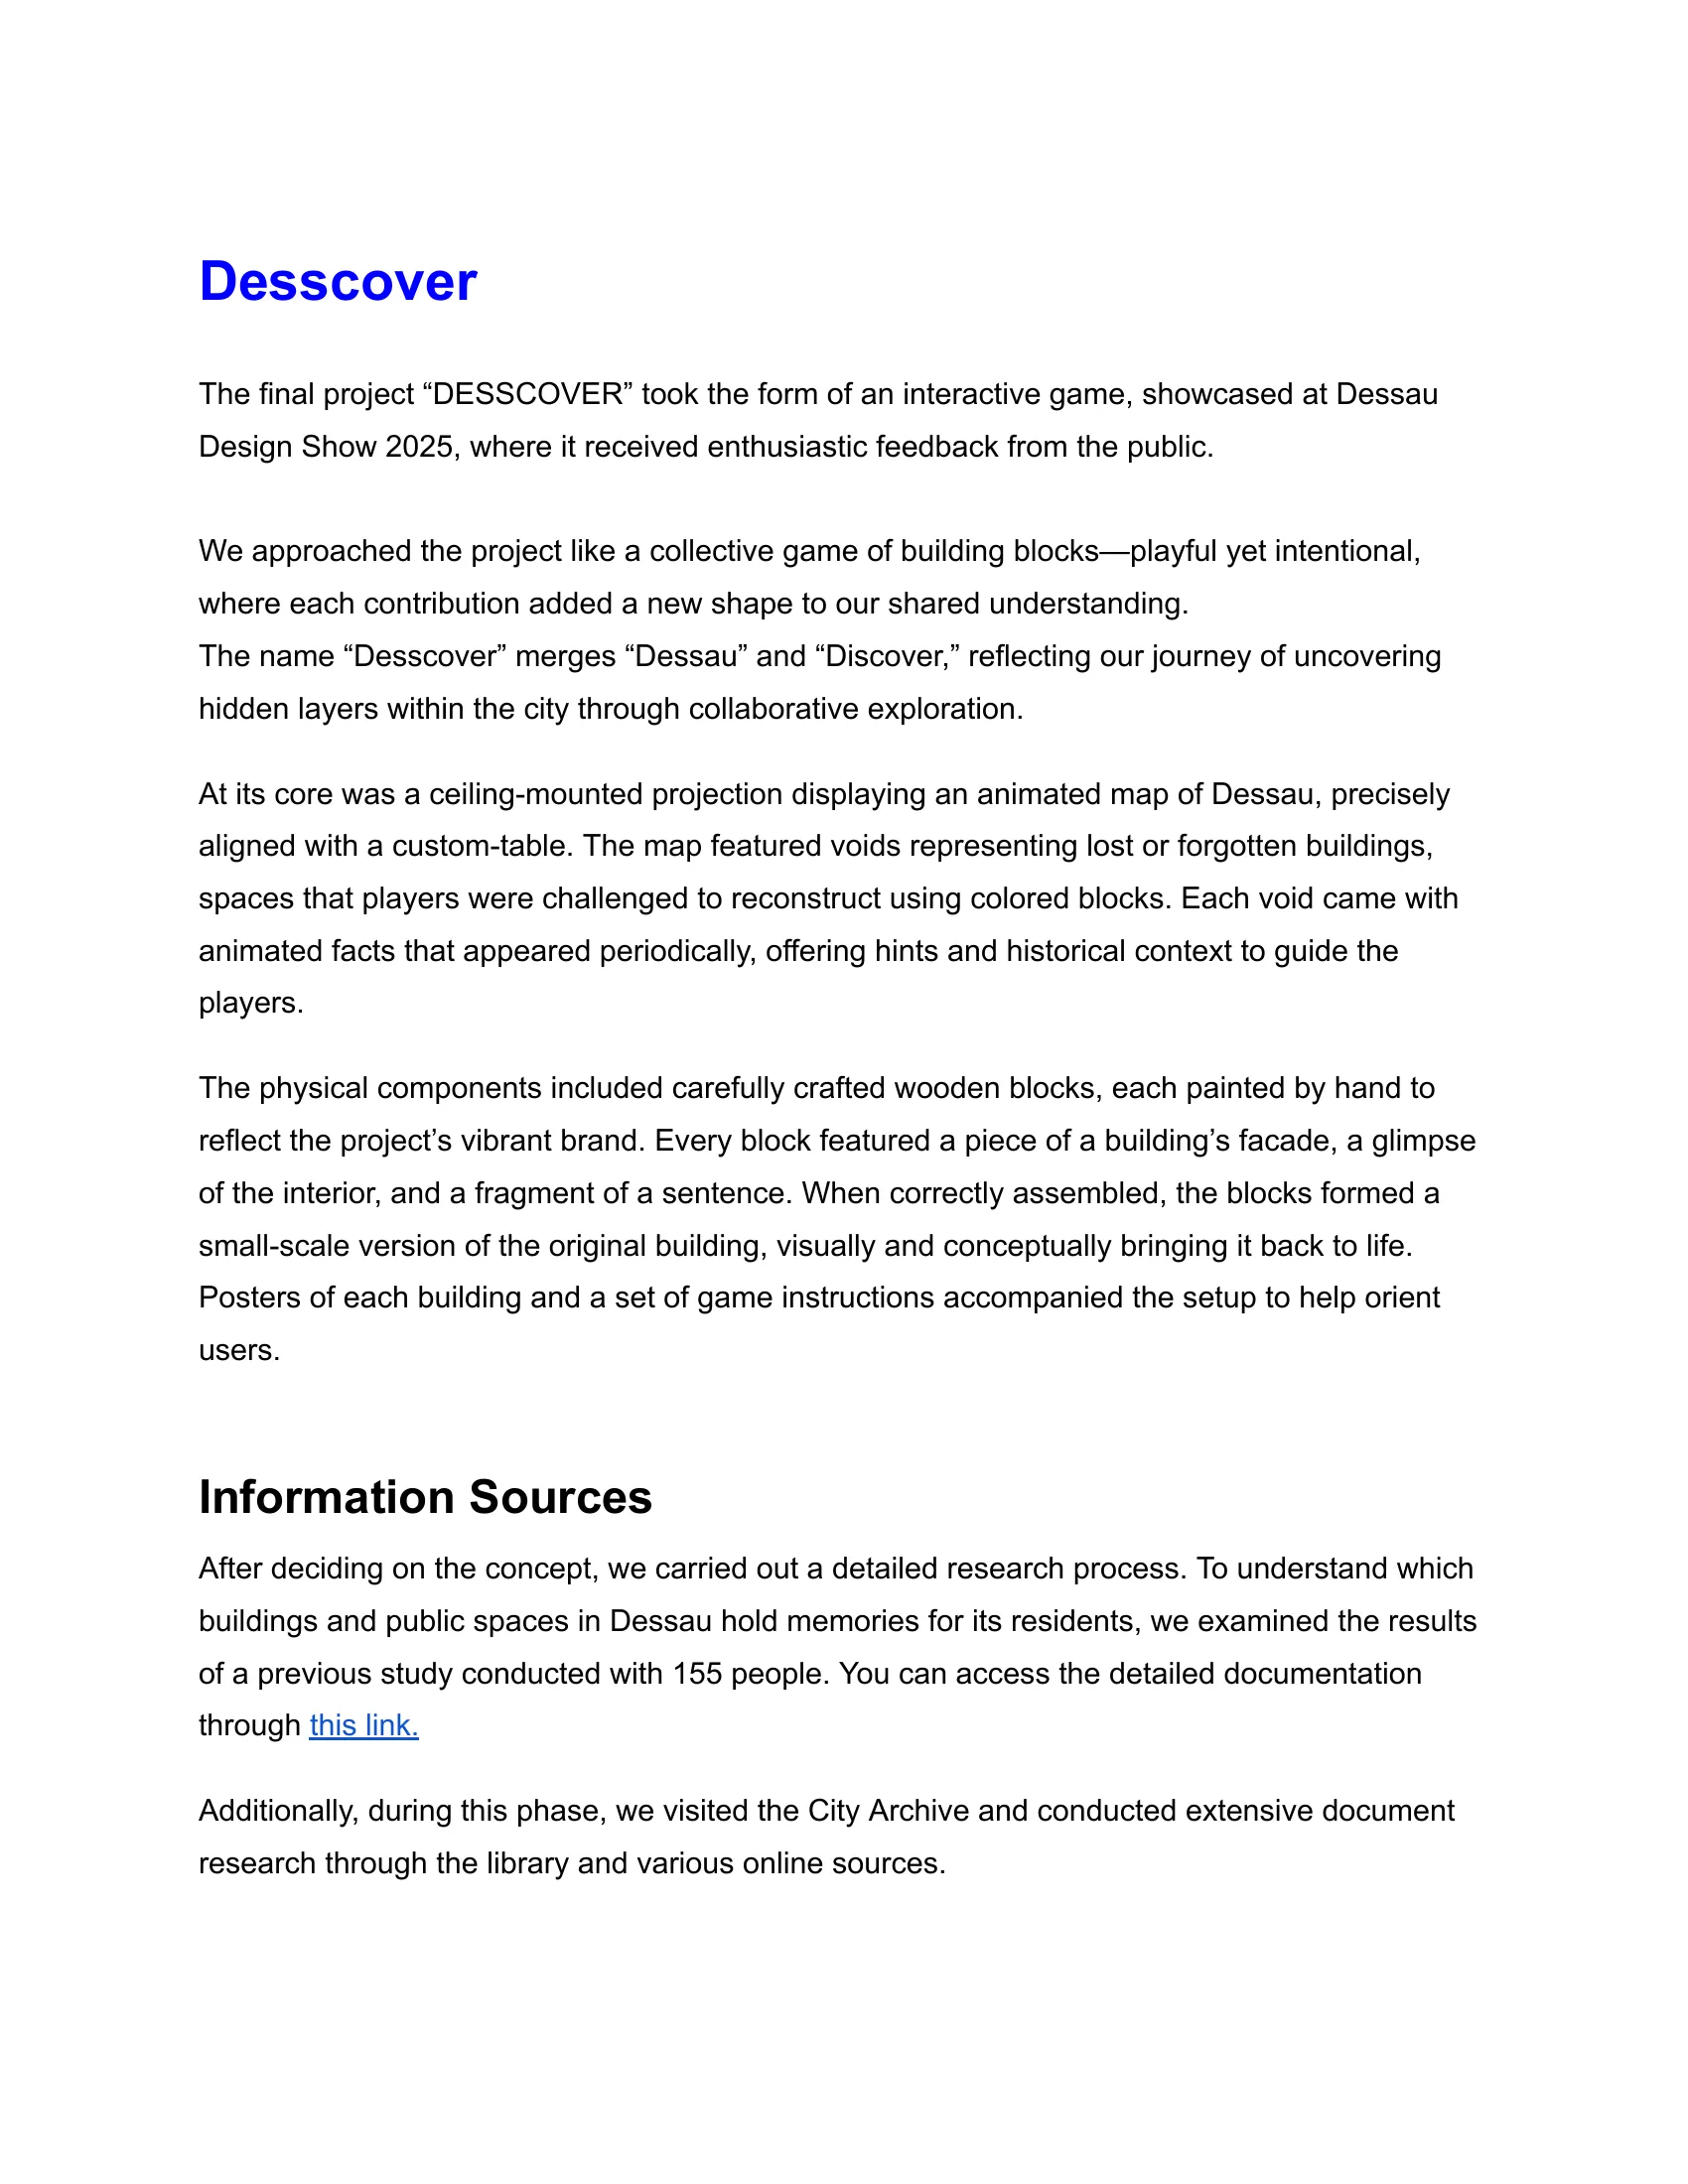 Desscover
The final project “DESSCOVER” took the form of an interactive game, showcased at Dessau
Design Show 2025, where it received enthusiastic feedback from the public.
We approached the project like a collective game of building blocks—playful yet intentional,
where each contribution added a new shape to our shared understanding.
The name “Desscover” merges “Dessau” and “Discover,” reflecting our journey of uncovering
hidden layers within the city through collaborative exploration.
At its core was a ceiling-mounted projection displaying an animated map of Dessau, precisely
aligned with a custom-table. The map featured voids representing lost or forgotten buildings,
spaces that players were challenged to reconstruct using colored blocks. Each void came with
animated facts that appeared periodically, offering hints and historical context to guide the
players.
The physical components included carefully crafted wooden blocks, each painted by hand to
reflect the project’s vibrant brand. Every block featured a piece of a building’s facade, a glimpse
of the interior, and a fragment of a sentence. When correctly assembled, the blocks formed a
small-scale version of the original building, visually and conceptually bringing it back to life.
Posters of each building and a set of game instructions accompanied the setup to help orient
users.
Information Sources
After deciding on the concept, we carried out a detailed research process. To understand which
buildings and public spaces in Dessau hold memories for its residents, we examined the results
of a previous study conducted with 155 people. You can access the detailed documentation
through this link.
Additionally, during this phase, we visited the City Archive and conducted extensive document
research through the library and various online sources.